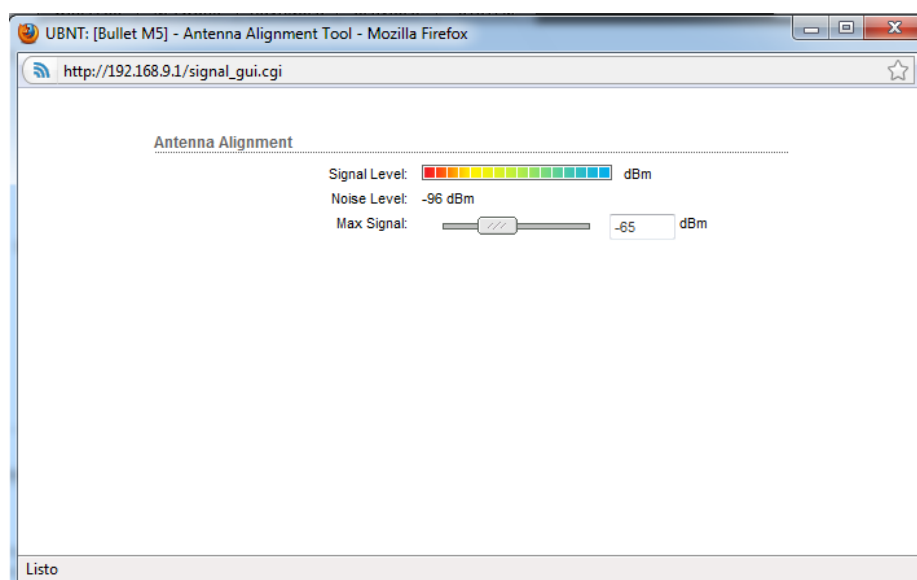 UBNT: [Bullet M5] - Antenna Alignment Tool - Mozilla Firefox
http://192.168.9.1/signal_gui.cgi
Antenna Alignment
Signal Level: dBm
Noise Level: -96 dBm
Max Signal: -65 dBm
Listo